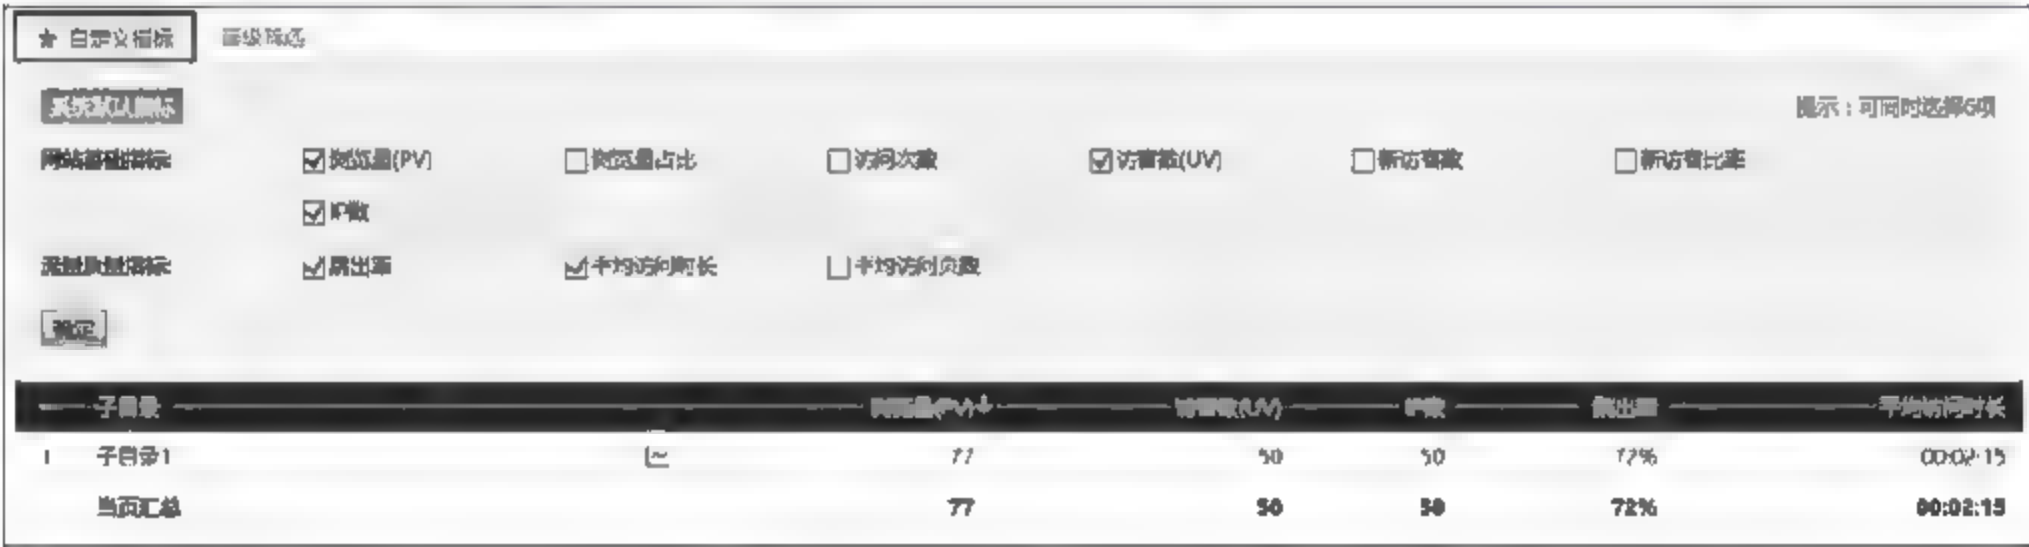 ★ 自定义指标 高级筛选
系统默认指标 提示：可同时选择6项
网站基础指标 浏览量(PV) 浏览量占比 访问次数 访客数(UV) 新访客数 新访客比率
IP数
流量质量指标 跳出率 平均访问时长 平均访问页数
确定
子目录 浏览量(PV)↓ 访客数(UV) IP数 跳出率 平均访问时长
1 子目录1 77 50 50 72% 00:02:15
当页汇总 77 50 50 72% 00:02:15